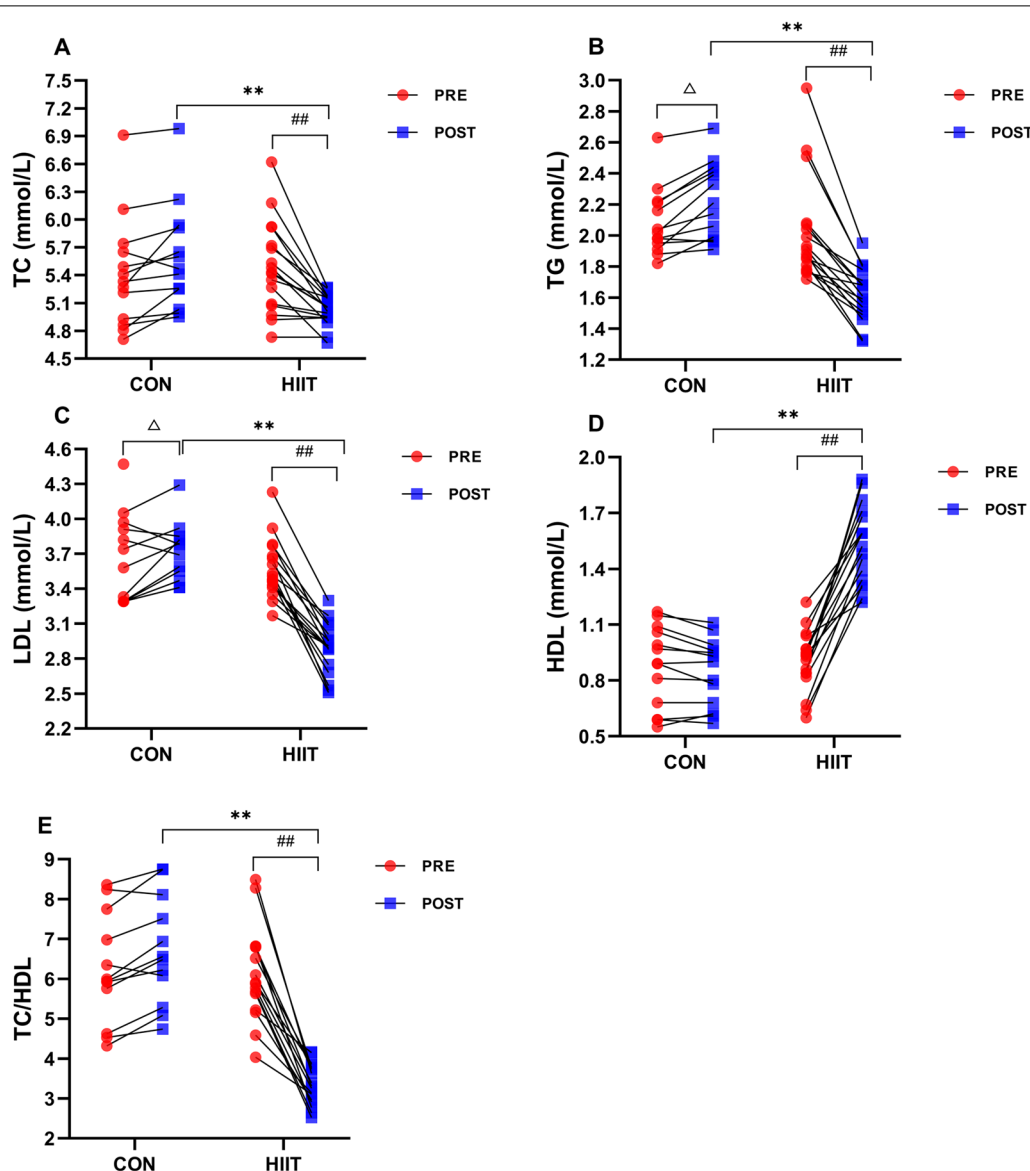 A
**
##
PRE
POST
TC (mmol/L)
7.5
7.2
6.9
6.6
6.3
6.0
5.7
5.4
5.1
4.8
4.5
CON HIIT
B
**
##
△
PRE
POST
TG (mmol/L)
3.0
2.8
2.6
2.4
2.2
2.0
1.8
1.6
1.4
1.2
CON HIIT
C
△
**
##
PRE
POST
LDL (mmol/L)
4.6
4.3
4.0
3.7
3.4
3.1
2.8
2.5
2.2
CON HIIT
D
**
##
PRE
POST
HDL (mmol/L)
2.0
1.7
1.4
1.1
0.8
0.5
CON HIIT
E
**
##
PRE
POST
TC/HDL
9
8
7
6
5
4
3
2
CON HIIT